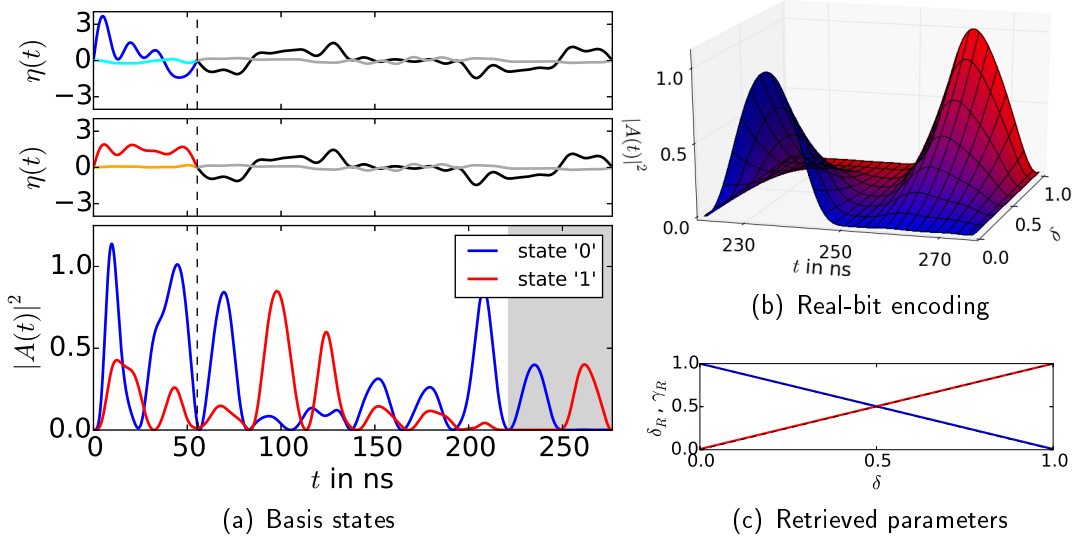 3
0
−3
η(t)
3
0
−3
η(t)
1.0
0.5
0.0
|A(t)|²
state '0'
state '1'
0 50 100 150 200 250
t in ns
(a) Basis states
1.0
0.5
0.0
|A(t)|²
230 250 270
t in ns
0.0 0.5 1.0
δ
(b) Real-bit encoding
1.0
0.5
0.0
δ_R, γ_R
0.0 0.5 1.0
δ
(c) Retrieved parameters